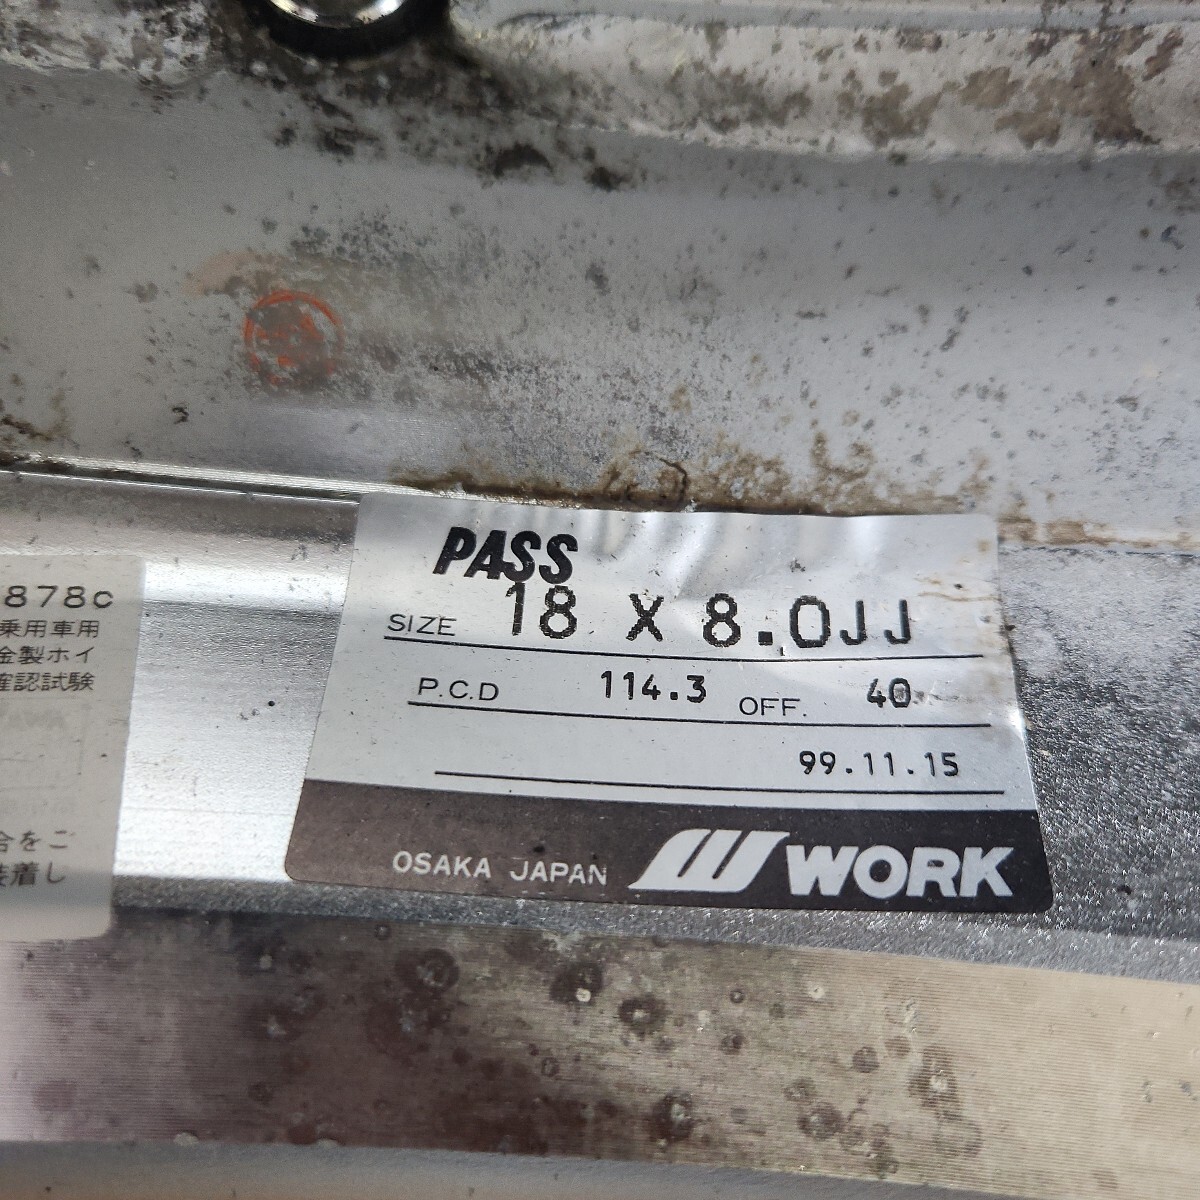 878c
乗用車用
金製ホイ
確認試験
合をご
装着し
PASS
SIZE 18 X 8.0JJ
P.C.D 114.3 OFF. 40
99.11.15
OSAKA JAPAN WORK